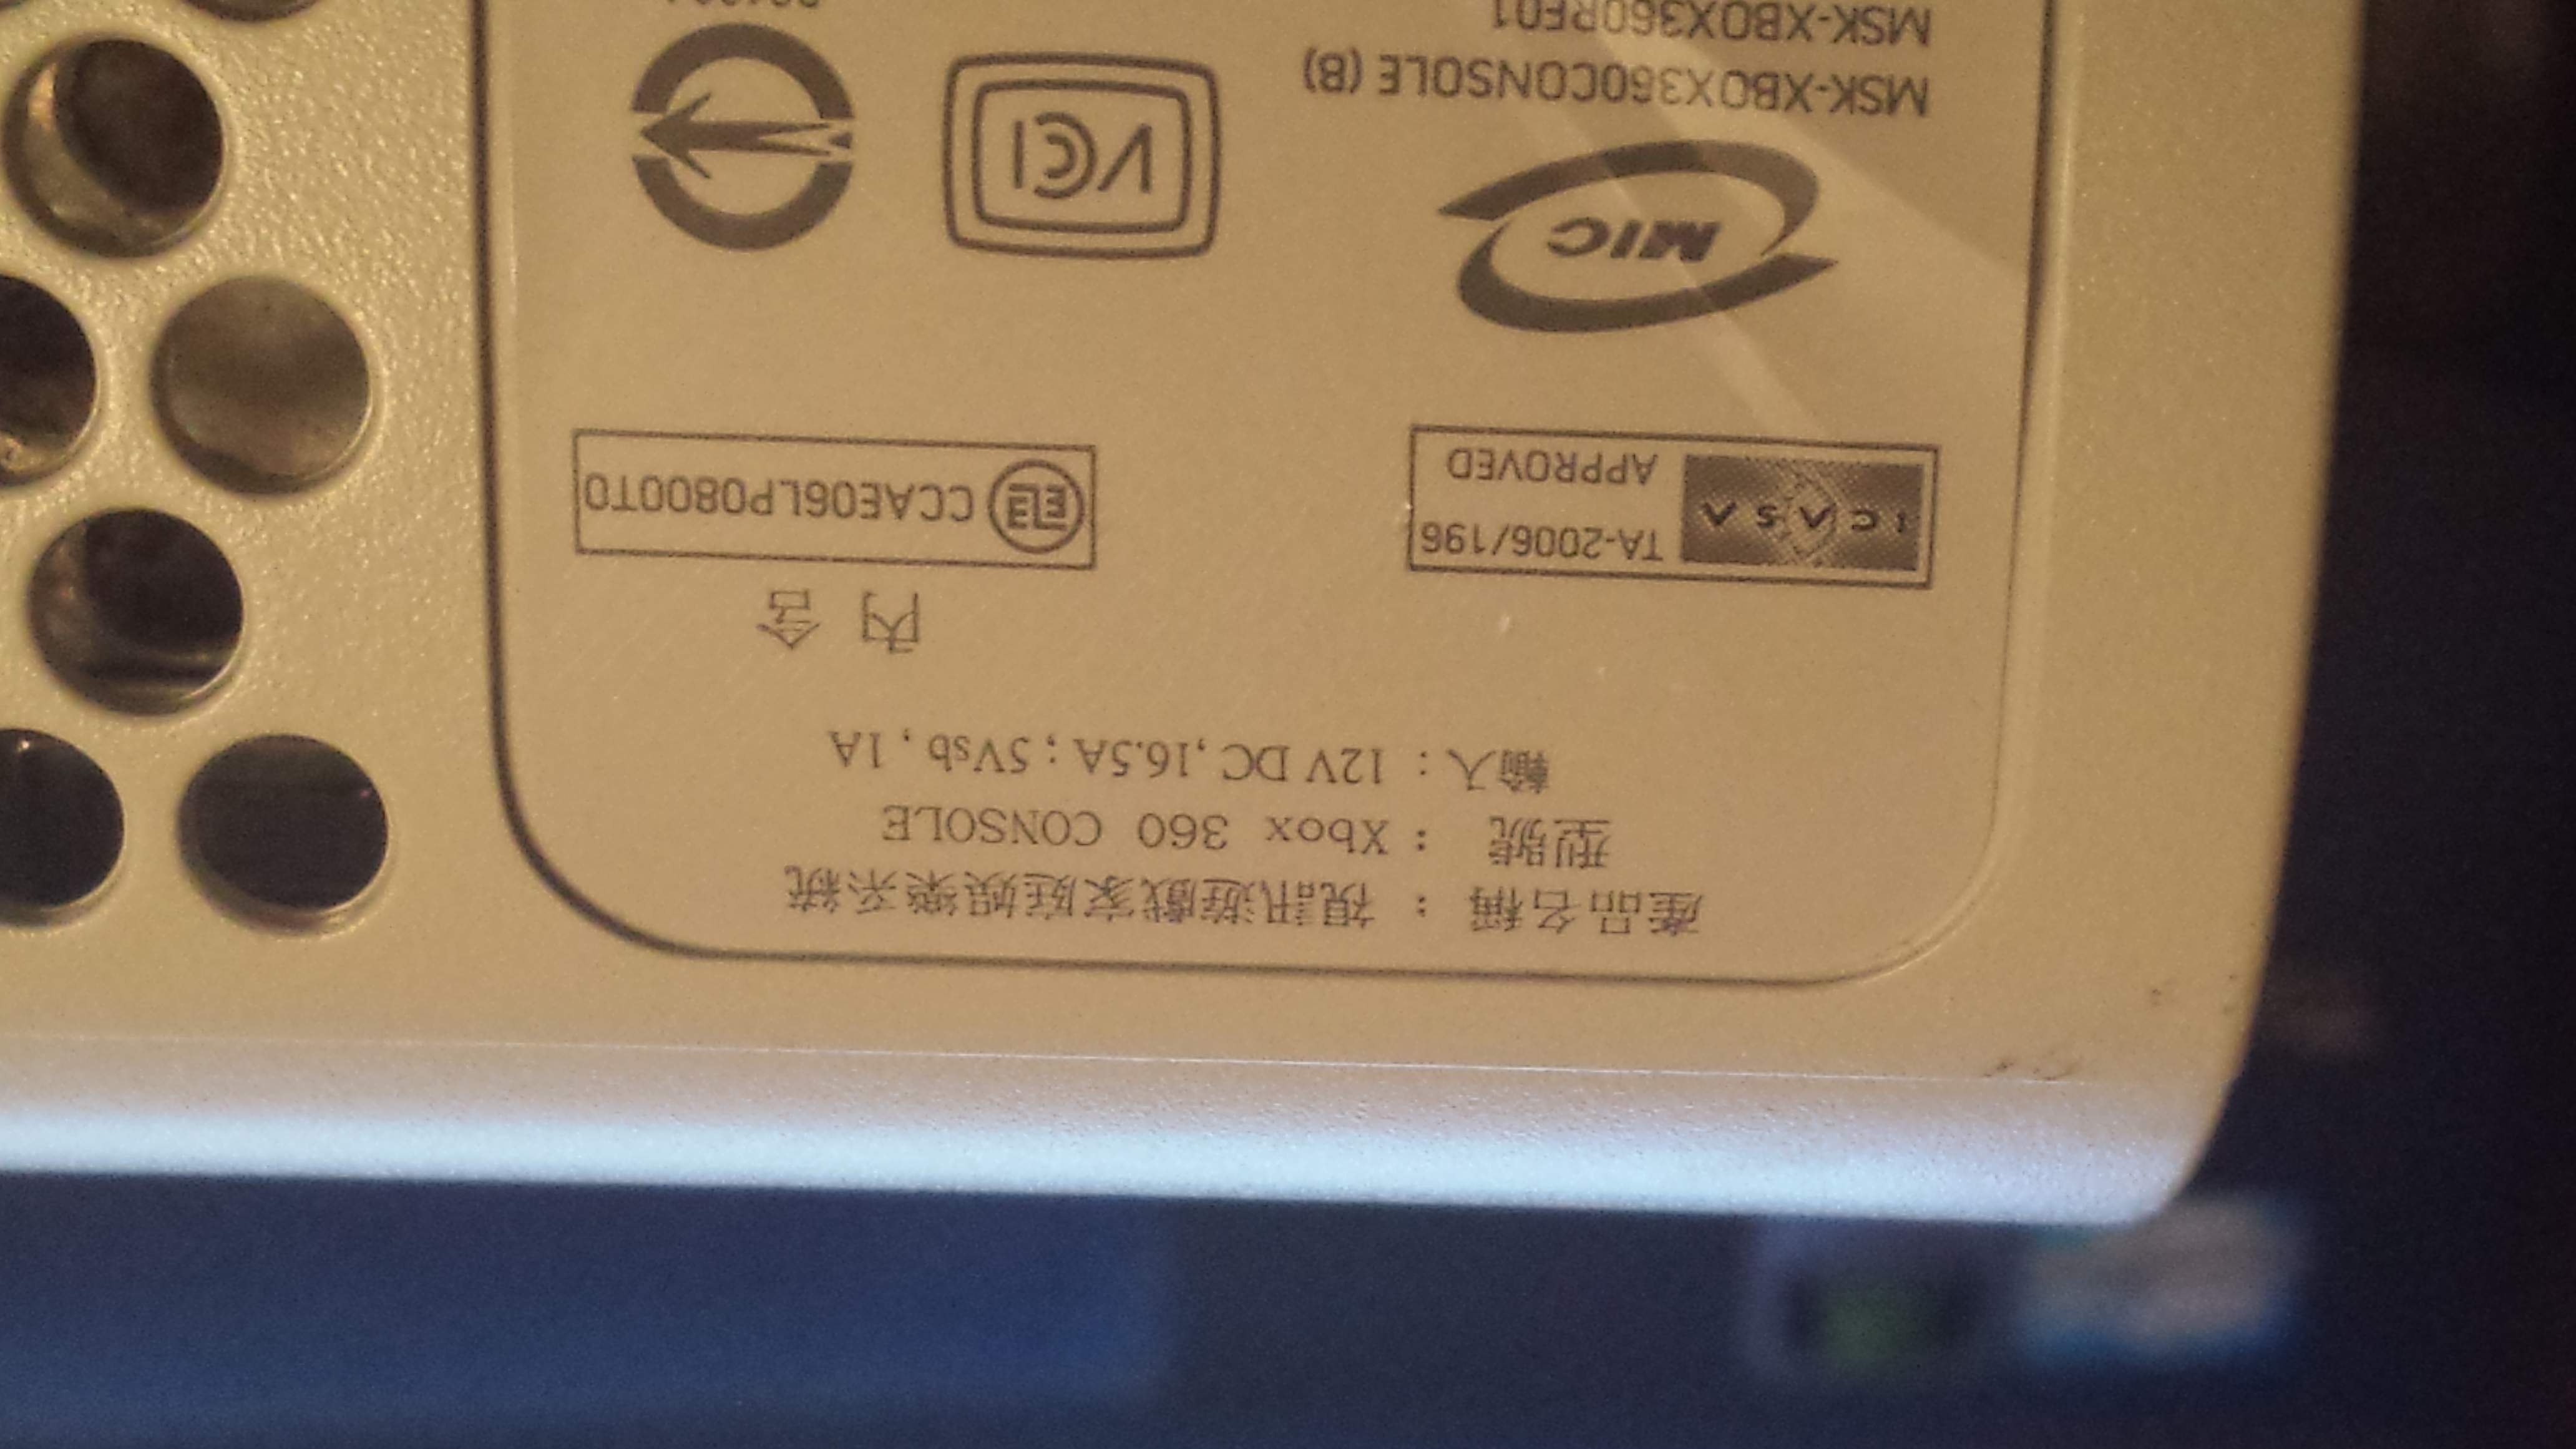 產品名稱：視訊遊戲家庭娛樂系統
型號：Xbox 360 CONSOLE
輸入：12V DC, 16.5A；5Vsb, 1A
內含
ICASA
TA-2006/196
APPROVED
CCAE06LP0800T0
MIC
VCI
MSK-XBOX360CONSOLE (B)
MSK-XBOX360RF01